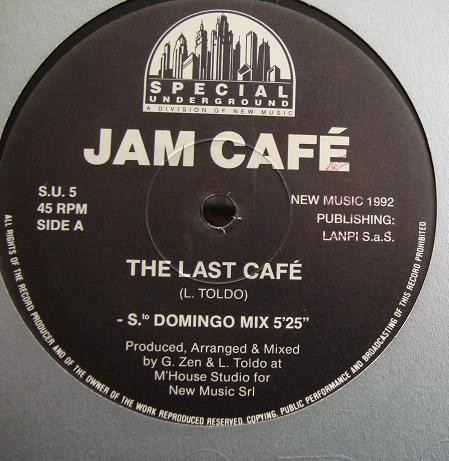 SPECIAL
UNDERGROUND
A DIVISION OF NEW MUSIC
JAM CAFÉ
S.U. 5
45 RPM
SIDE A
NEW MUSIC 1992
PUBLISHING:
LANPI S.a.S.
THE LAST CAFÉ
(L. TOLDO)
- S.to DOMINGO MIX 5'25"
Produced, Arranged & Mixed
by G. Zen & L. Toldo at
M'House Studio for
New Music Srl
ALL RIGHTS OF THE RECORD PRODUCER AND OF THE OWNER OF THE WORK REPRODUCED RESERVED. COPYING, PUBLIC PERFORMANCE AND BROADCASTING OF THIS RECORD PROHIBITED